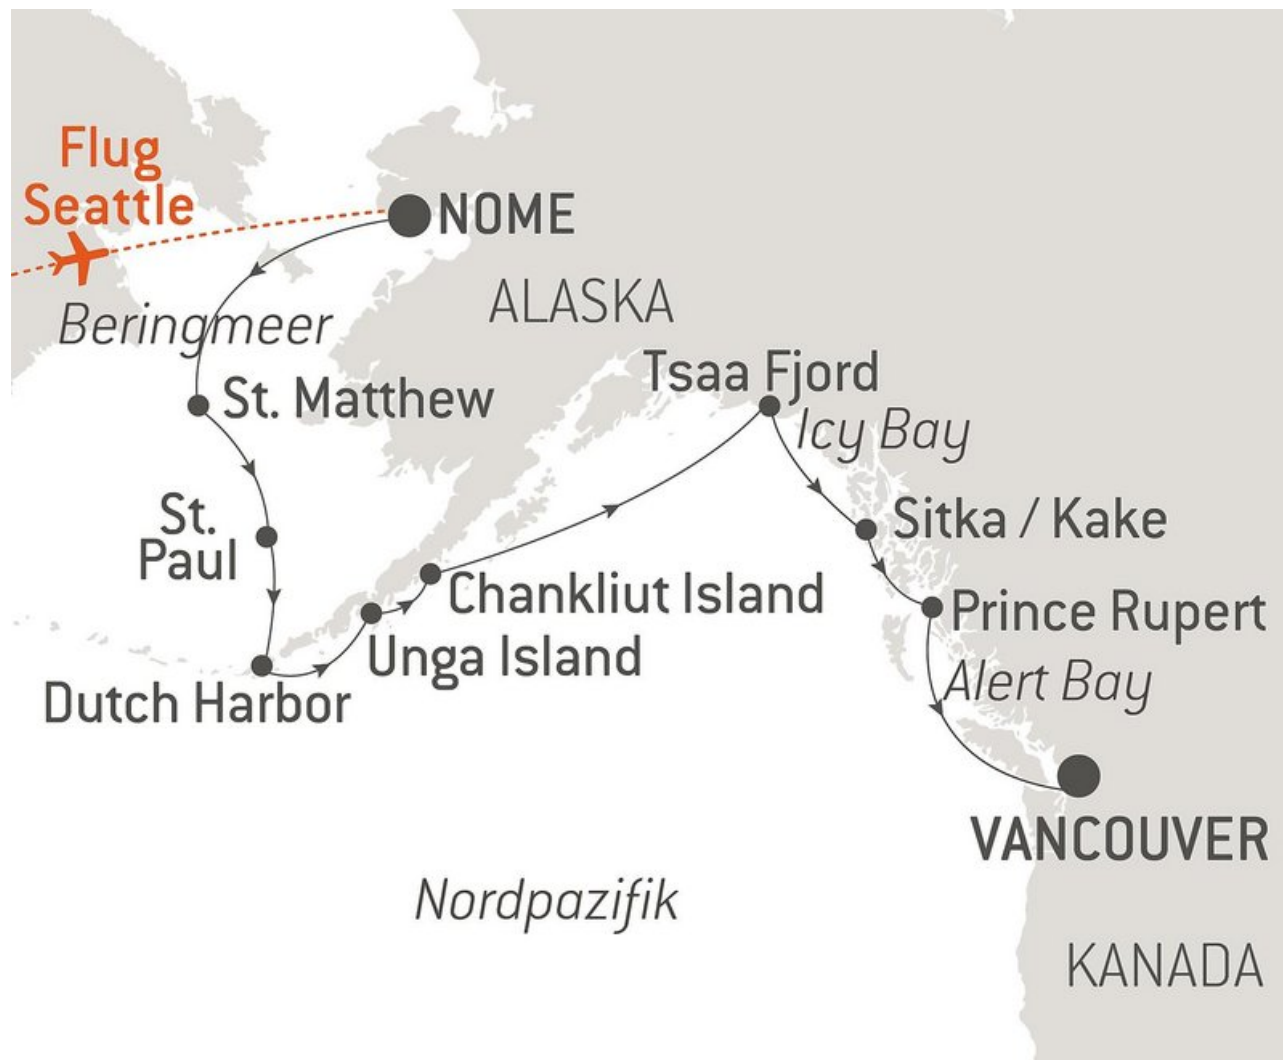 Flug
Seattle
NOME
ALASKA
Beringmeer
Tsaa Fjord
St. Matthew
Icy Bay
St.
Paul
Sitka / Kake
Chankliut Island
Prince Rupert
Unga Island
Alert Bay
Dutch Harbor
VANCOUVER
Nordpazifik
KANADA